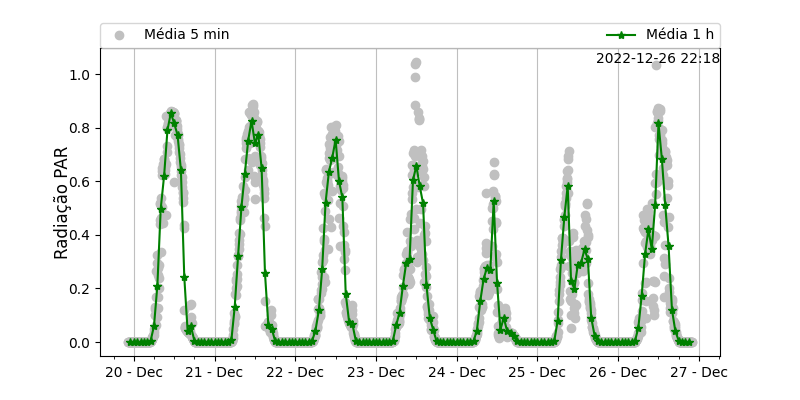 Média 5 min
Média 1 h
2022-12-26 22:18
Radiação PAR
1.0
0.8
0.6
0.4
0.2
0.0
20 - Dec
21 - Dec
22 - Dec
23 - Dec
24 - Dec
25 - Dec
26 - Dec
27 - Dec